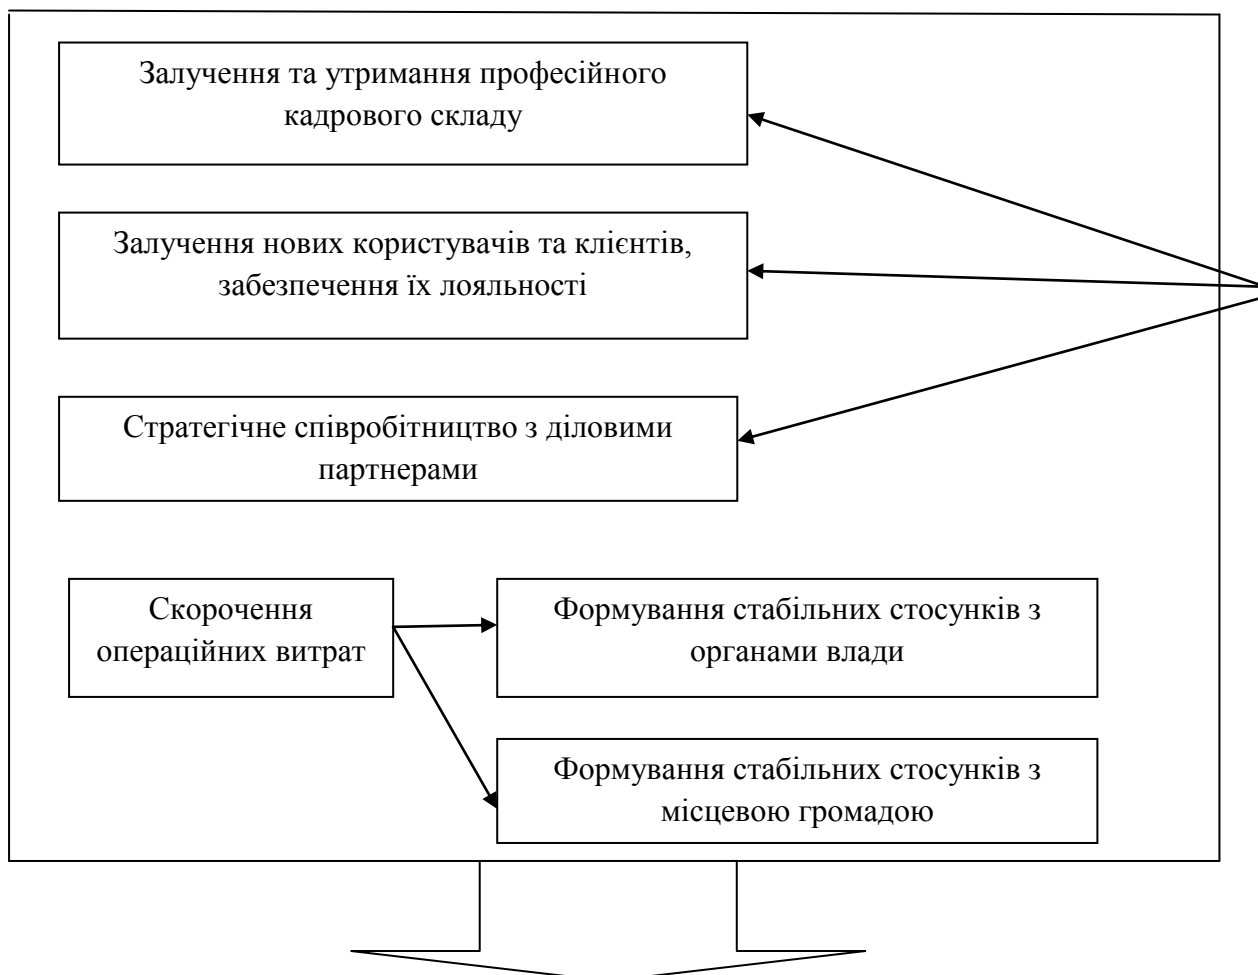 Залучення та утримання професійного
кадрового складу
Залучення нових користувачів та клієнтів,
забезпечення їх лояльності
Стратегічне співробітництво з діловими
партнерами
Скорочення
операційних витрат
Формування стабільних стосунків з
органами влади
Формування стабільних стосунків з
місцевою громадою